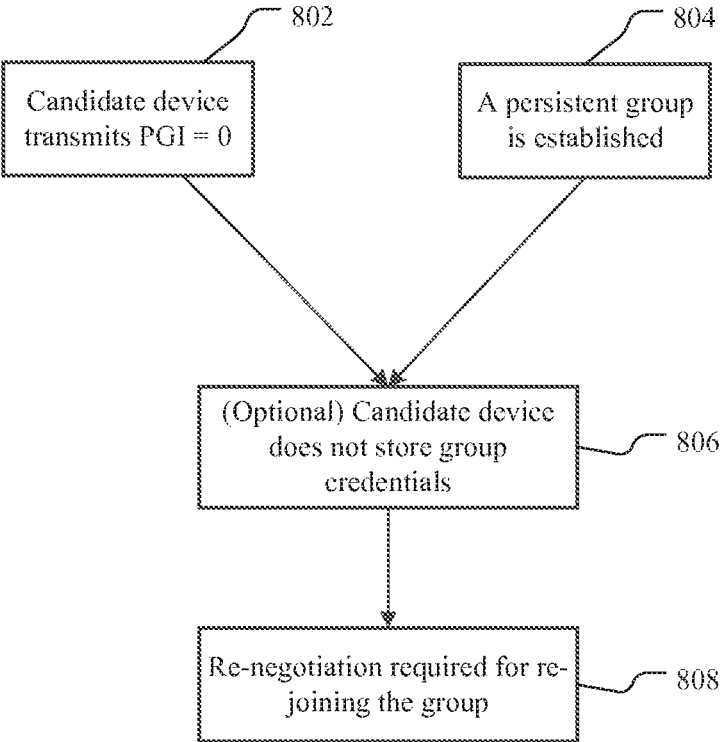 802
Candidate device
transmits PGI = 0
804
A persistent group
is established
(Optional) Candidate device
does not store group
credentials
806
Re-negotiation required for re-
joining the group
808